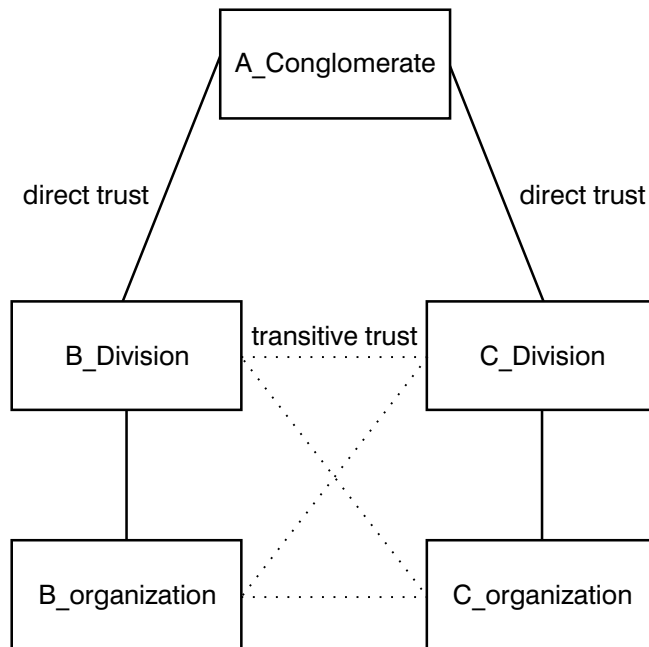 A_Conglomerate
direct trust
direct trust
transitive trust
B_Division
C_Division
B_organization
C_organization